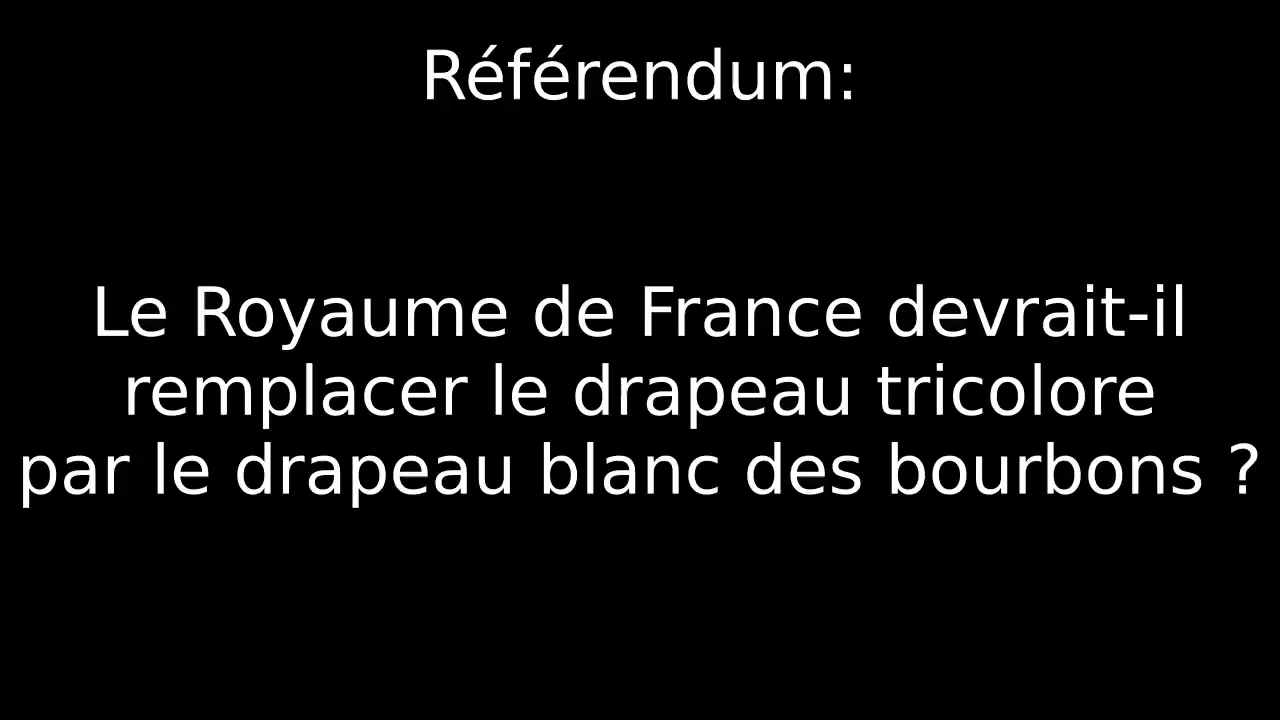 Référendum:
Le Royaume de France devrait-il
remplacer le drapeau tricolore
par le drapeau blanc des bourbons ?